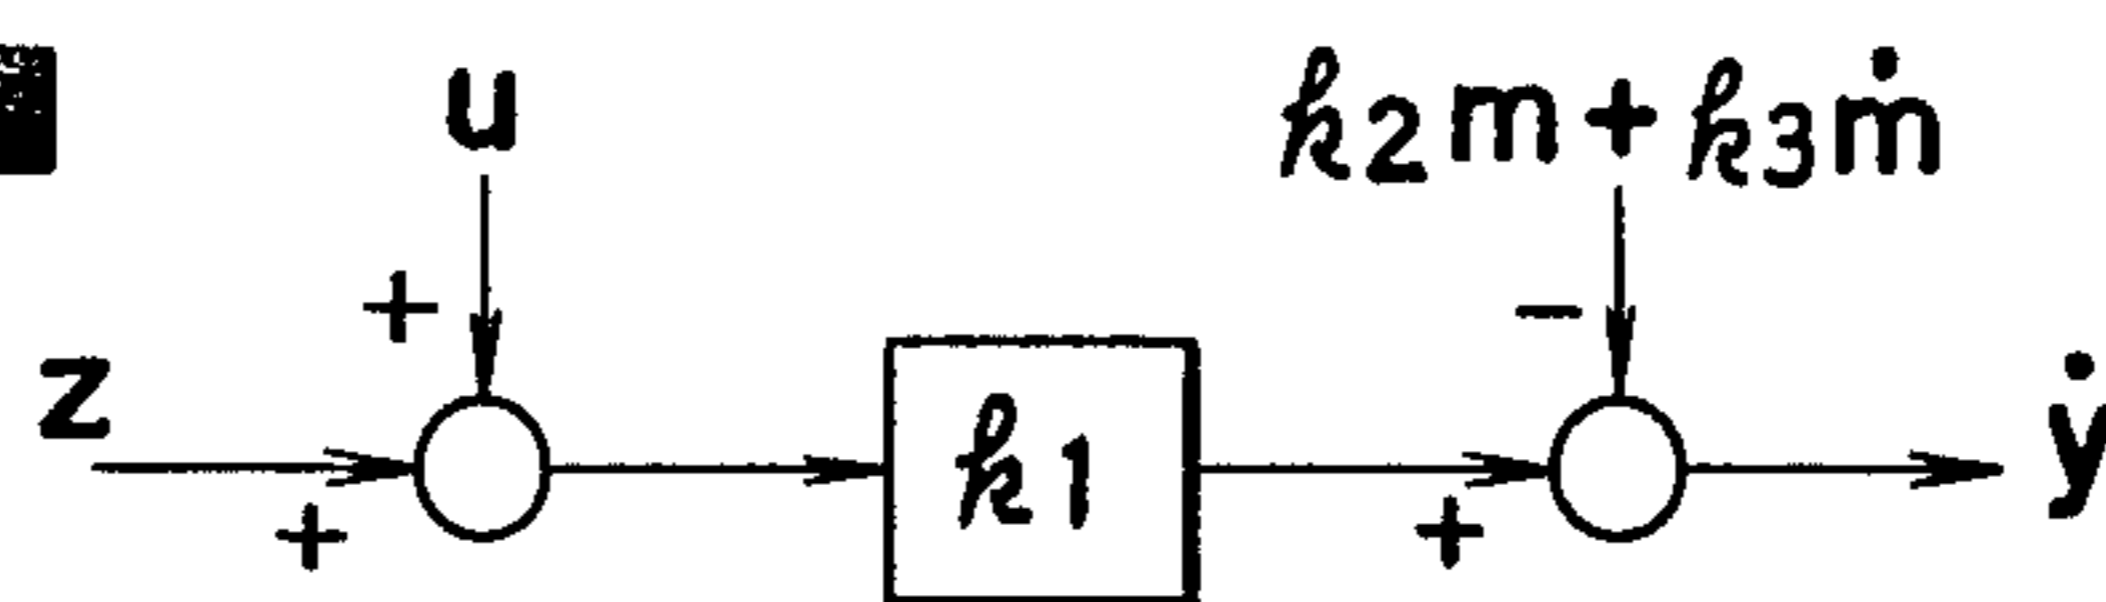 u k2m+k3ṁ
+ −
z k1 ẏ
+ +